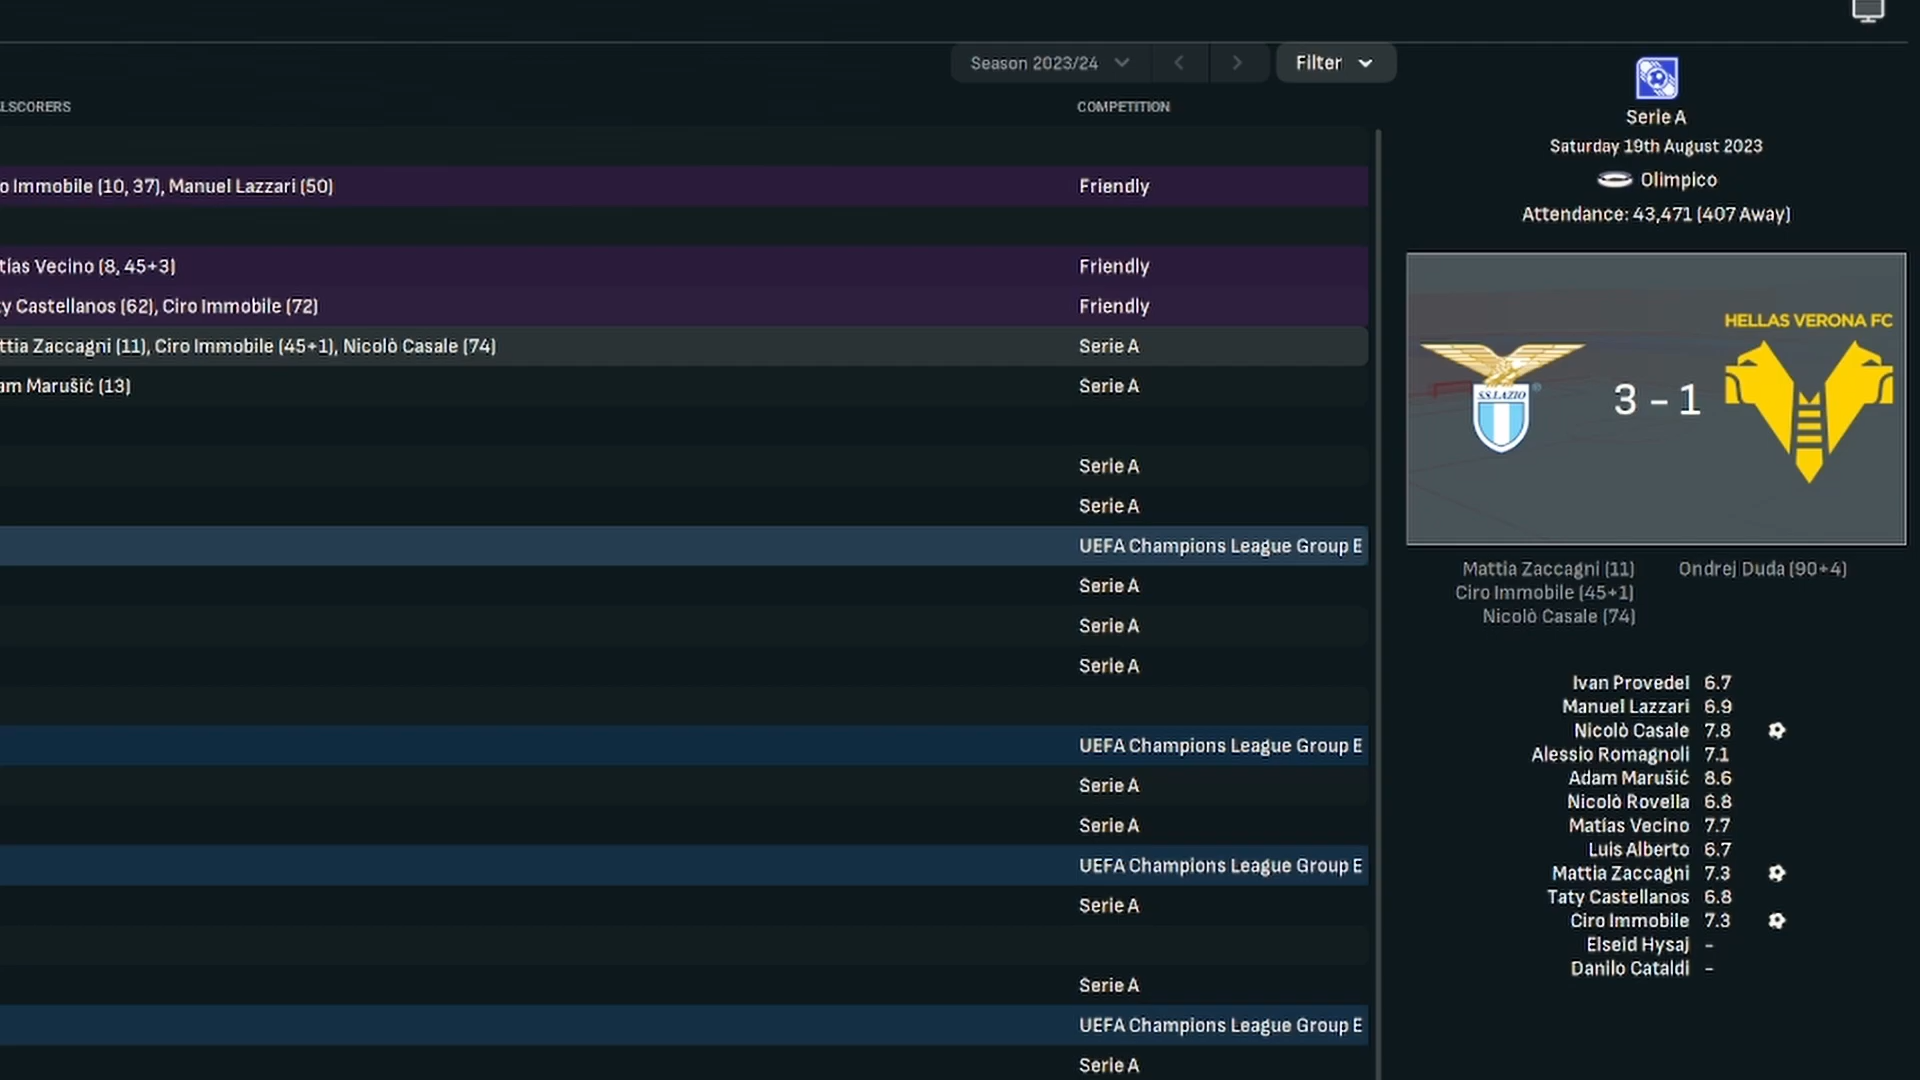 Season 2023/24
Filter
LSCORERS
COMPETITION
o Immobile (10, 37), Manuel Lazzari (50)
Friendly
tías Vecino (8, 45+3)
Friendly
y Castellanos (62), Ciro Immobile (72)
Friendly
ttia Zaccagni (11), Ciro Immobile (45+1), Nicolò Casale (74)
Serie A
am Marušić (13)
Serie A
Serie A
Serie A
UEFA Champions League Group E
Serie A
Serie A
Serie A
UEFA Champions League Group E
Serie A
Serie A
UEFA Champions League Group E
Serie A
Serie A
UEFA Champions League Group E
Serie A
Serie A
Saturday 19th August 2023
Olimpico
Attendance: 43,471 (407 Away)
HELLAS VERONA FC
S.S.LAZIO
3 - 1
Mattia Zaccagni (11)
Ciro Immobile (45+1)
Nicolò Casale (74)
Ondrej Duda (90+4)
Ivan Provedel 6.7
Manuel Lazzari 6.9
Nicolò Casale 7.8
Alessio Romagnoli 7.1
Adam Marušić 8.6
Nicolò Rovella 6.8
Matías Vecino 7.7
Luis Alberto 6.7
Mattia Zaccagni 7.3
Taty Castellanos 6.8
Ciro Immobile 7.3
Elseid Hysaj -
Danilo Cataldi -